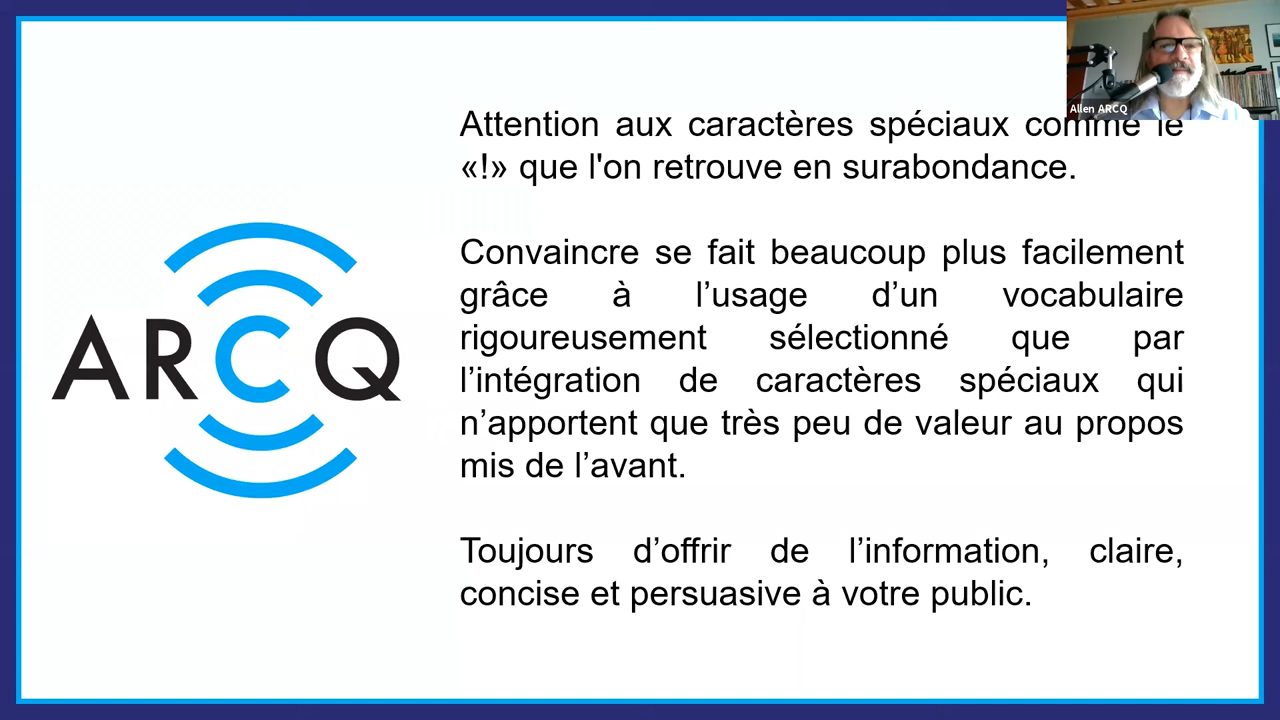 Allen ARCQ
Attention aux caractères spéciaux comme le
«!» que l'on retrouve en surabondance.
Convaincre se fait beaucoup plus facilement
grâce à l’usage d’un vocabulaire
rigoureusement sélectionné que par
l’intégration de caractères spéciaux qui
n’apportent que très peu de valeur au propos
mis de l’avant.
Toujours d’offrir de l’information, claire,
concise et persuasive à votre public.
ARCQ